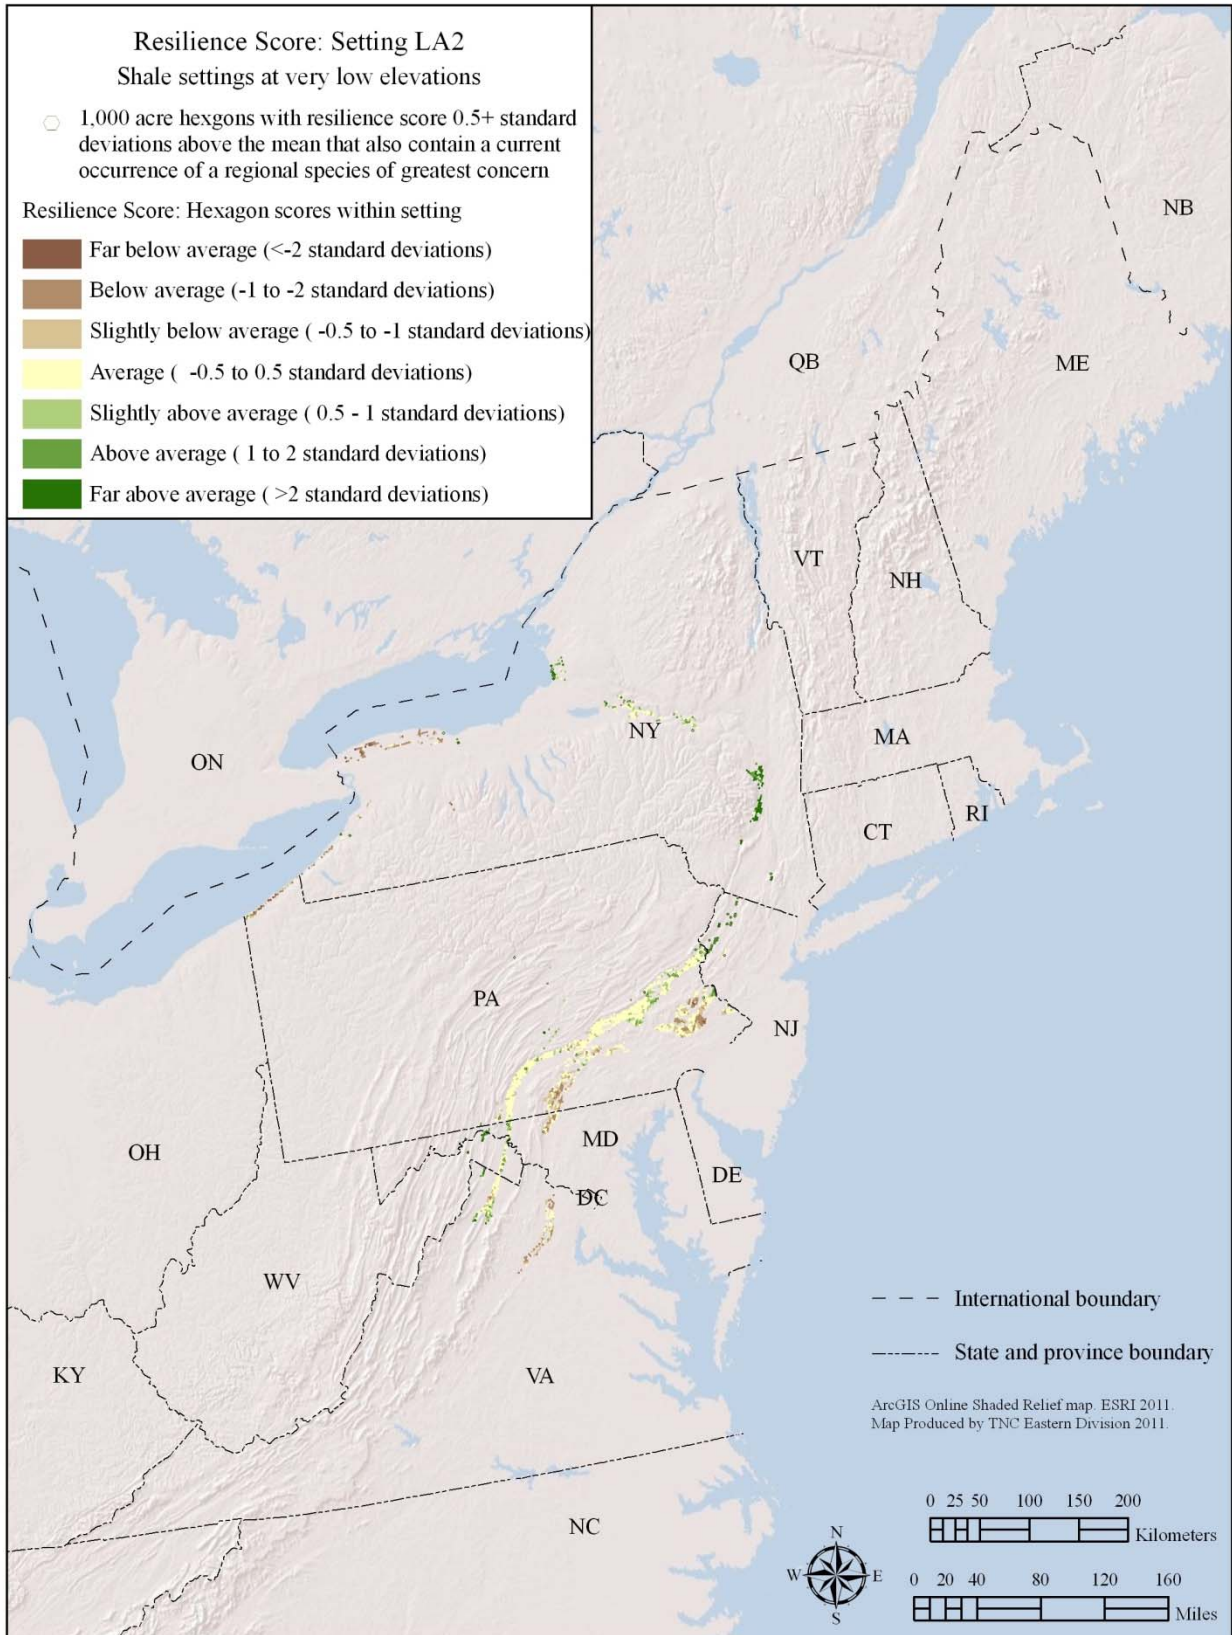 Resilience Score: Setting LA2
Shale settings at very low elevations
1,000 acre hexgons with resilience score 0.5+ standard
deviations above the mean that also contain a current
occurrence of a regional species of greatest concern
Resilience Score: Hexagon scores within setting
Far below average (<-2 standard deviations)
Below average (-1 to -2 standard deviations)
Slightly below average ( -0.5 to -1 standard deviations)
Average ( -0.5 to 0.5 standard deviations)
Slightly above average ( 0.5 - 1 standard deviations)
Above average ( 1 to 2 standard deviations)
Far above average ( >2 standard deviations)
NB
QB
ME
VT
NH
NY
MA
ON
RI
CT
PA
NJ
MD
OH
DE
DC
WV
KY
VA
NC
International boundary
State and province boundary
ArcGIS Online Shaded Relief map. ESRI 2011.
Map Produced by TNC Eastern Division 2011.
0 25 50 100 150 200
Kilometers
N
W E
S
0 20 40 80 120 160
Miles